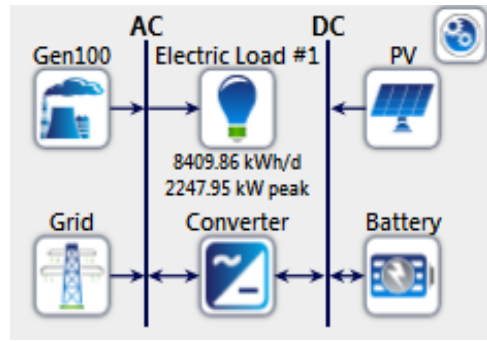 AC
DC
Gen100
Electric Load #1
PV
8409.86 kWh/d
2247.95 kW peak
Grid
Converter
Battery